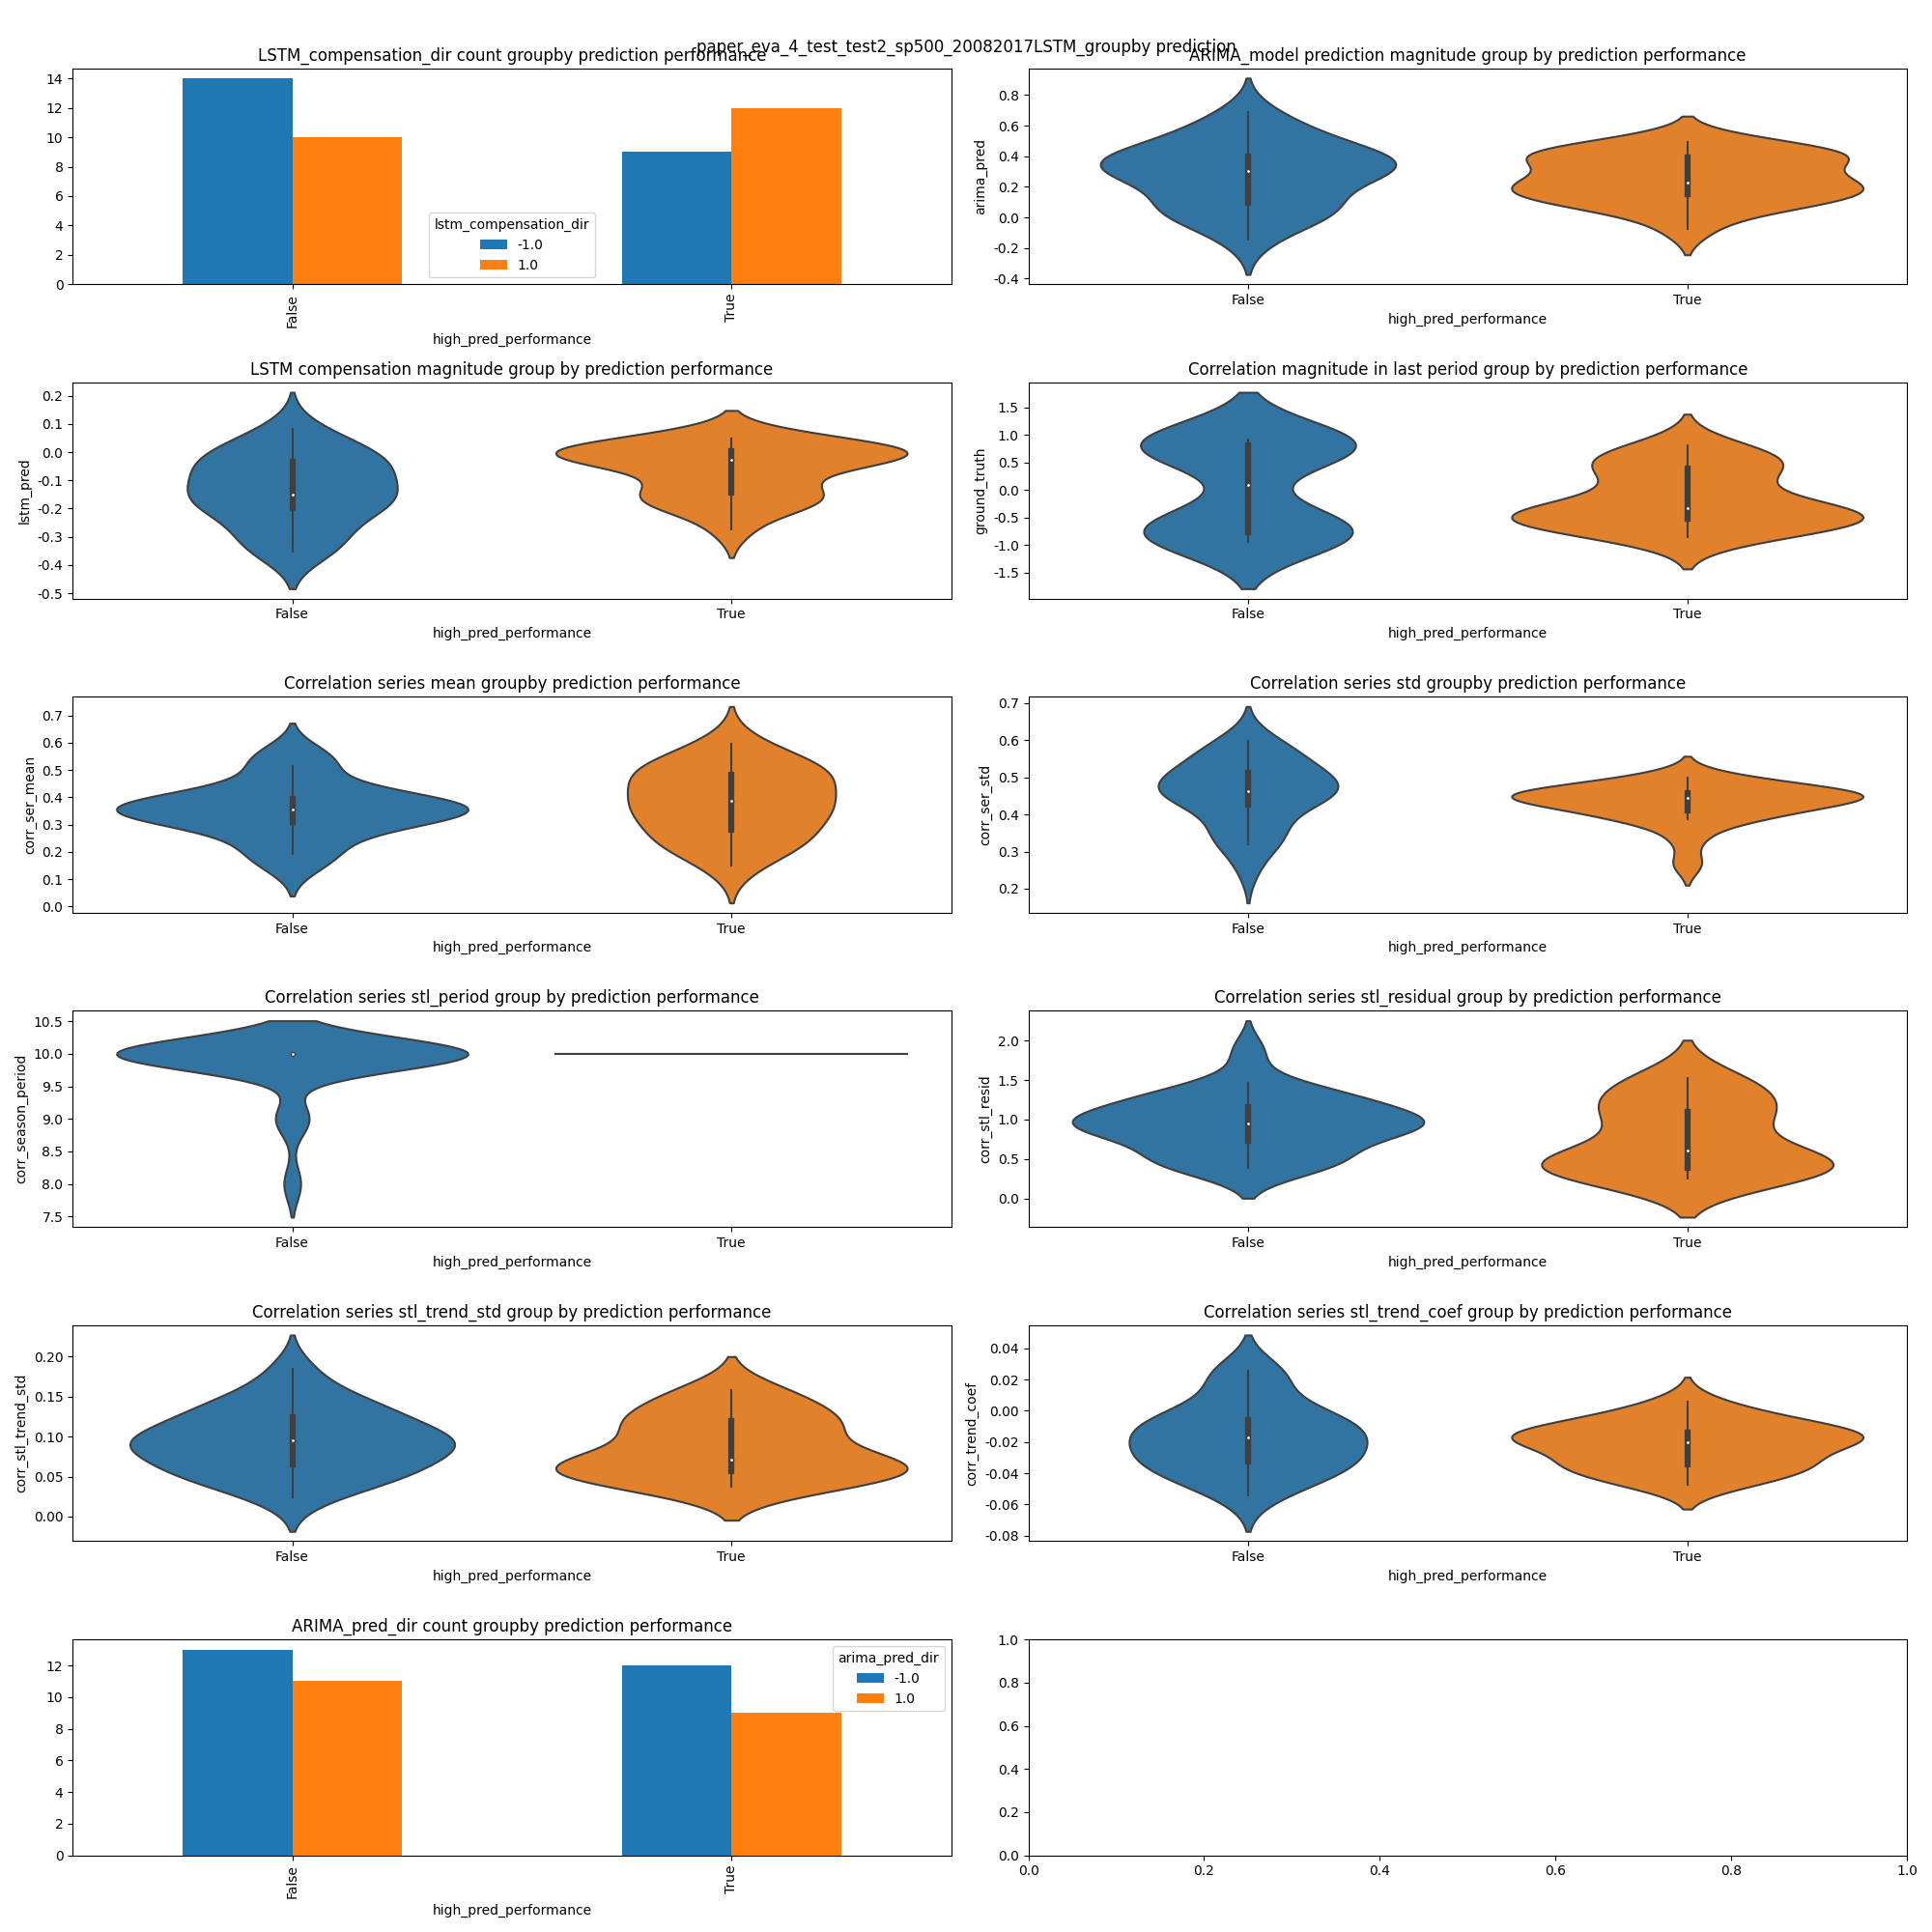 paper_eva_4_test_test2_sp500_20082017LSTM_groupby prediction
LSTM_compensation_dir count groupby prediction performance
14
12
10
8
6
4
2
0
lstm_compensation_dir
-1.0
1.0
False
True
high_pred_performance
ARIMA_model prediction magnitude group by prediction performance
arima_pred
0.8
0.6
0.4
0.2
0.0
-0.2
-0.4
False
True
high_pred_performance
LSTM compensation magnitude group by prediction performance
lstm_pred
0.2
0.1
0.0
-0.1
-0.2
-0.3
-0.4
-0.5
False
True
high_pred_performance
Correlation magnitude in last period group by prediction performance
ground_truth
1.5
1.0
0.5
0.0
-0.5
-1.0
-1.5
False
True
high_pred_performance
Correlation series mean groupby prediction performance
corr_ser_mean
0.7
0.6
0.5
0.4
0.3
0.2
0.1
0.0
False
True
high_pred_performance
Correlation series std groupby prediction performance
corr_ser_std
0.7
0.6
0.5
0.4
0.3
0.2
False
True
high_pred_performance
Correlation series stl_period group by prediction performance
corr_season_period
10.5
10.0
9.5
9.0
8.5
8.0
7.5
False
True
high_pred_performance
Correlation series stl_residual group by prediction performance
corr_stl_resid
2.0
1.5
1.0
0.5
0.0
False
True
high_pred_performance
Correlation series stl_trend_std group by prediction performance
corr_stl_trend_std
0.20
0.15
0.10
0.05
0.00
False
True
high_pred_performance
Correlation series stl_trend_coef group by prediction performance
corr_trend_coef
0.04
0.02
0.00
-0.02
-0.04
-0.06
-0.08
False
True
high_pred_performance
ARIMA_pred_dir count groupby prediction performance
12
10
8
6
4
2
0
arima_pred_dir
-1.0
1.0
False
True
high_pred_performance
1.0
0.8
0.6
0.4
0.2
0.0
0.0
0.2
0.4
0.6
0.8
1.0